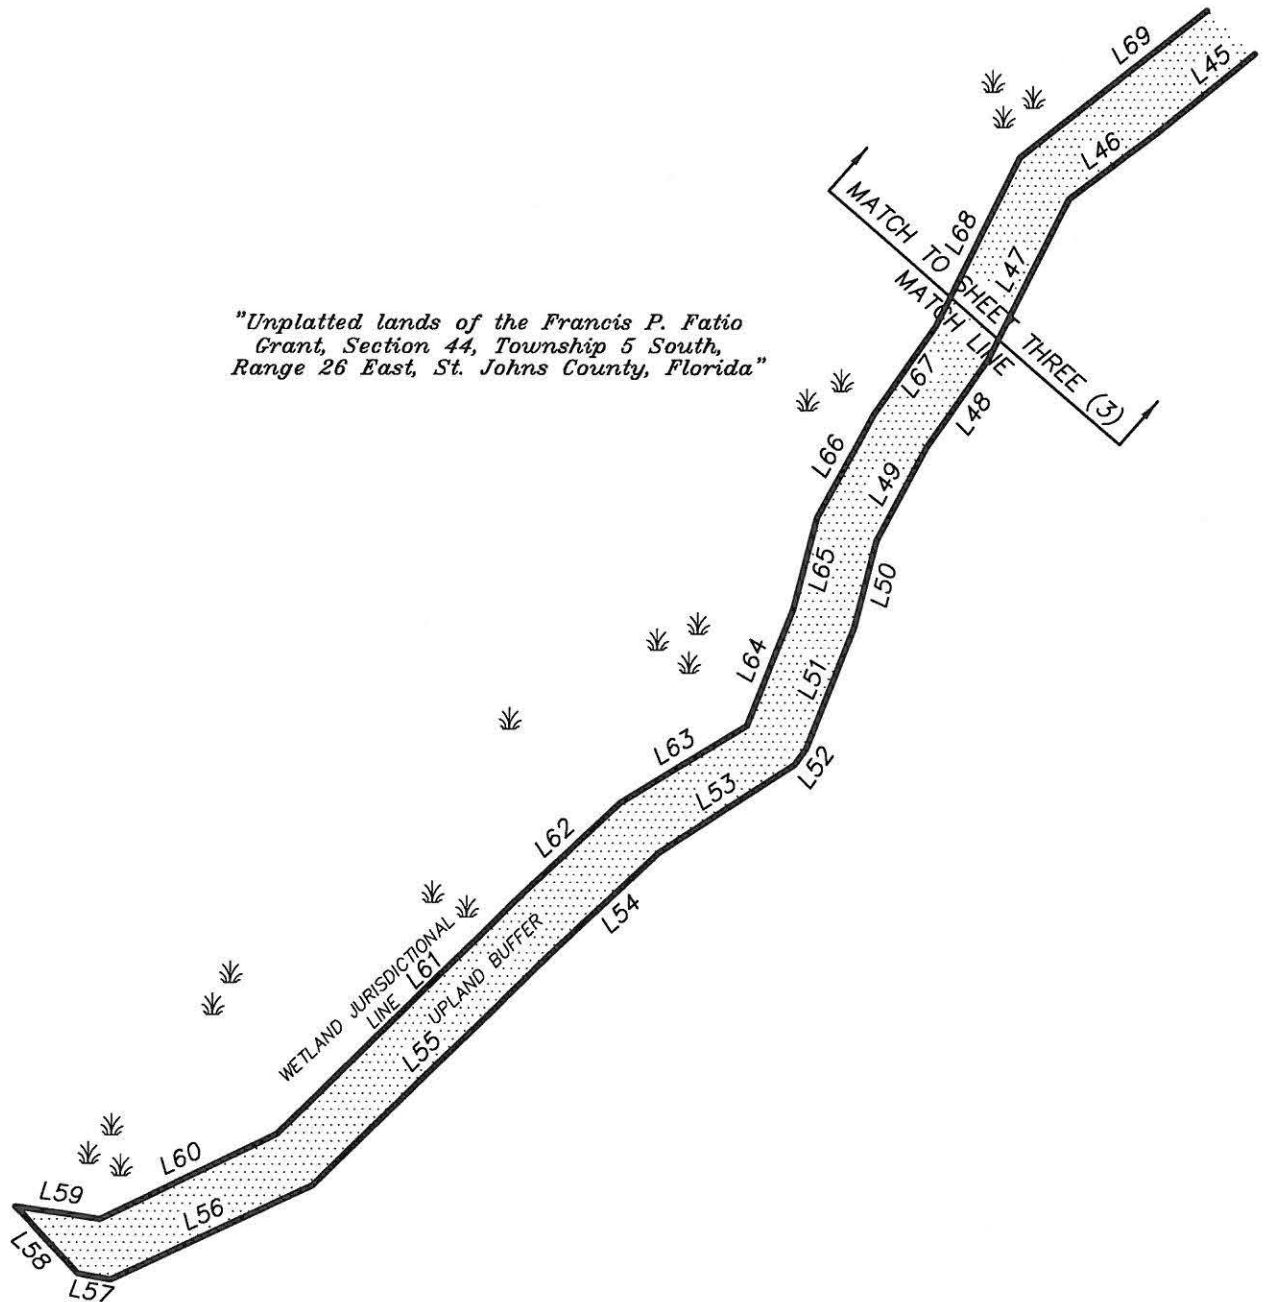 L69
L45
L46
L68
L47
MATCH TO SHEET THREE (3)
MATCH LINE
"Unplatted lands of the Francis P. Fatio
Grant, Section 44, Township 5 South,
Range 26 East, St. Johns County, Florida"
L67
L48
L66
L49
L65
L50
L64
L51
L63
L52
L53
L62
L54
WETLAND JURISDICTIONAL
LINE L61
UPLAND BUFFER
L55
L60
L59
L56
L58
L57